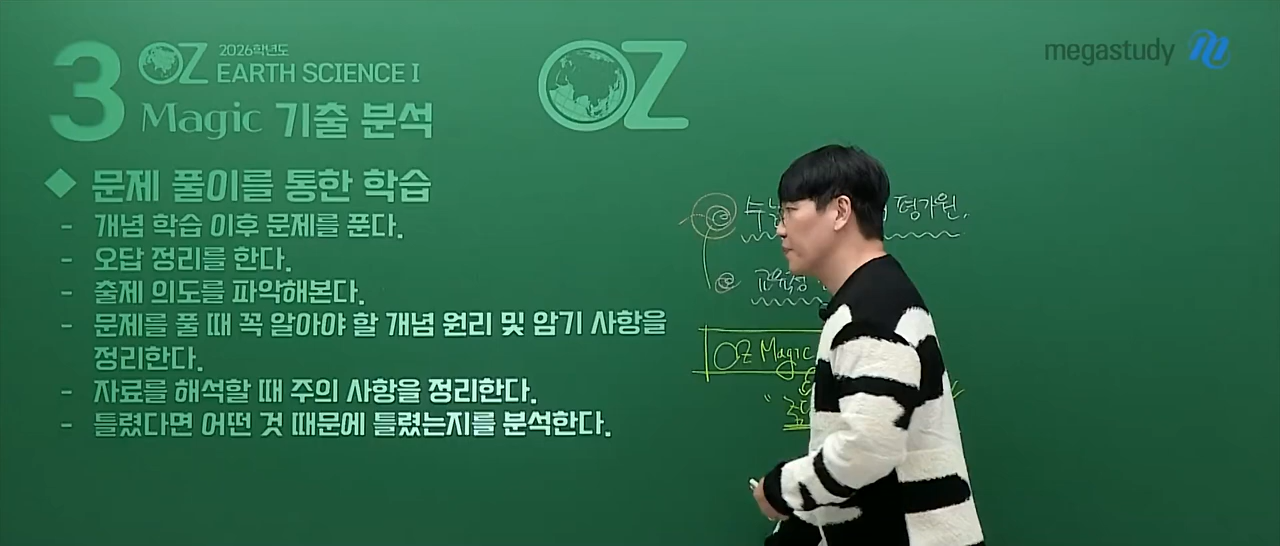 3
OZ 2026학년도
EARTH SCIENCE I
Magic 기출 분석
OZ
megastudy
◆ 문제 풀이를 통한 학습
- 개념 학습 이후 문제를 푼다.
- 오답 정리를 한다.
- 출제 의도를 파악해본다.
- 문제를 풀 때 꼭 알아야 할 개념 원리 및 암기 사항을
정리한다.
- 자료를 해석할 때 주의 사항을 정리한다.
- 틀렸다면 어떤 것 때문에 틀렸는지를 분석한다.
평가원.
교육청
OZ Magic